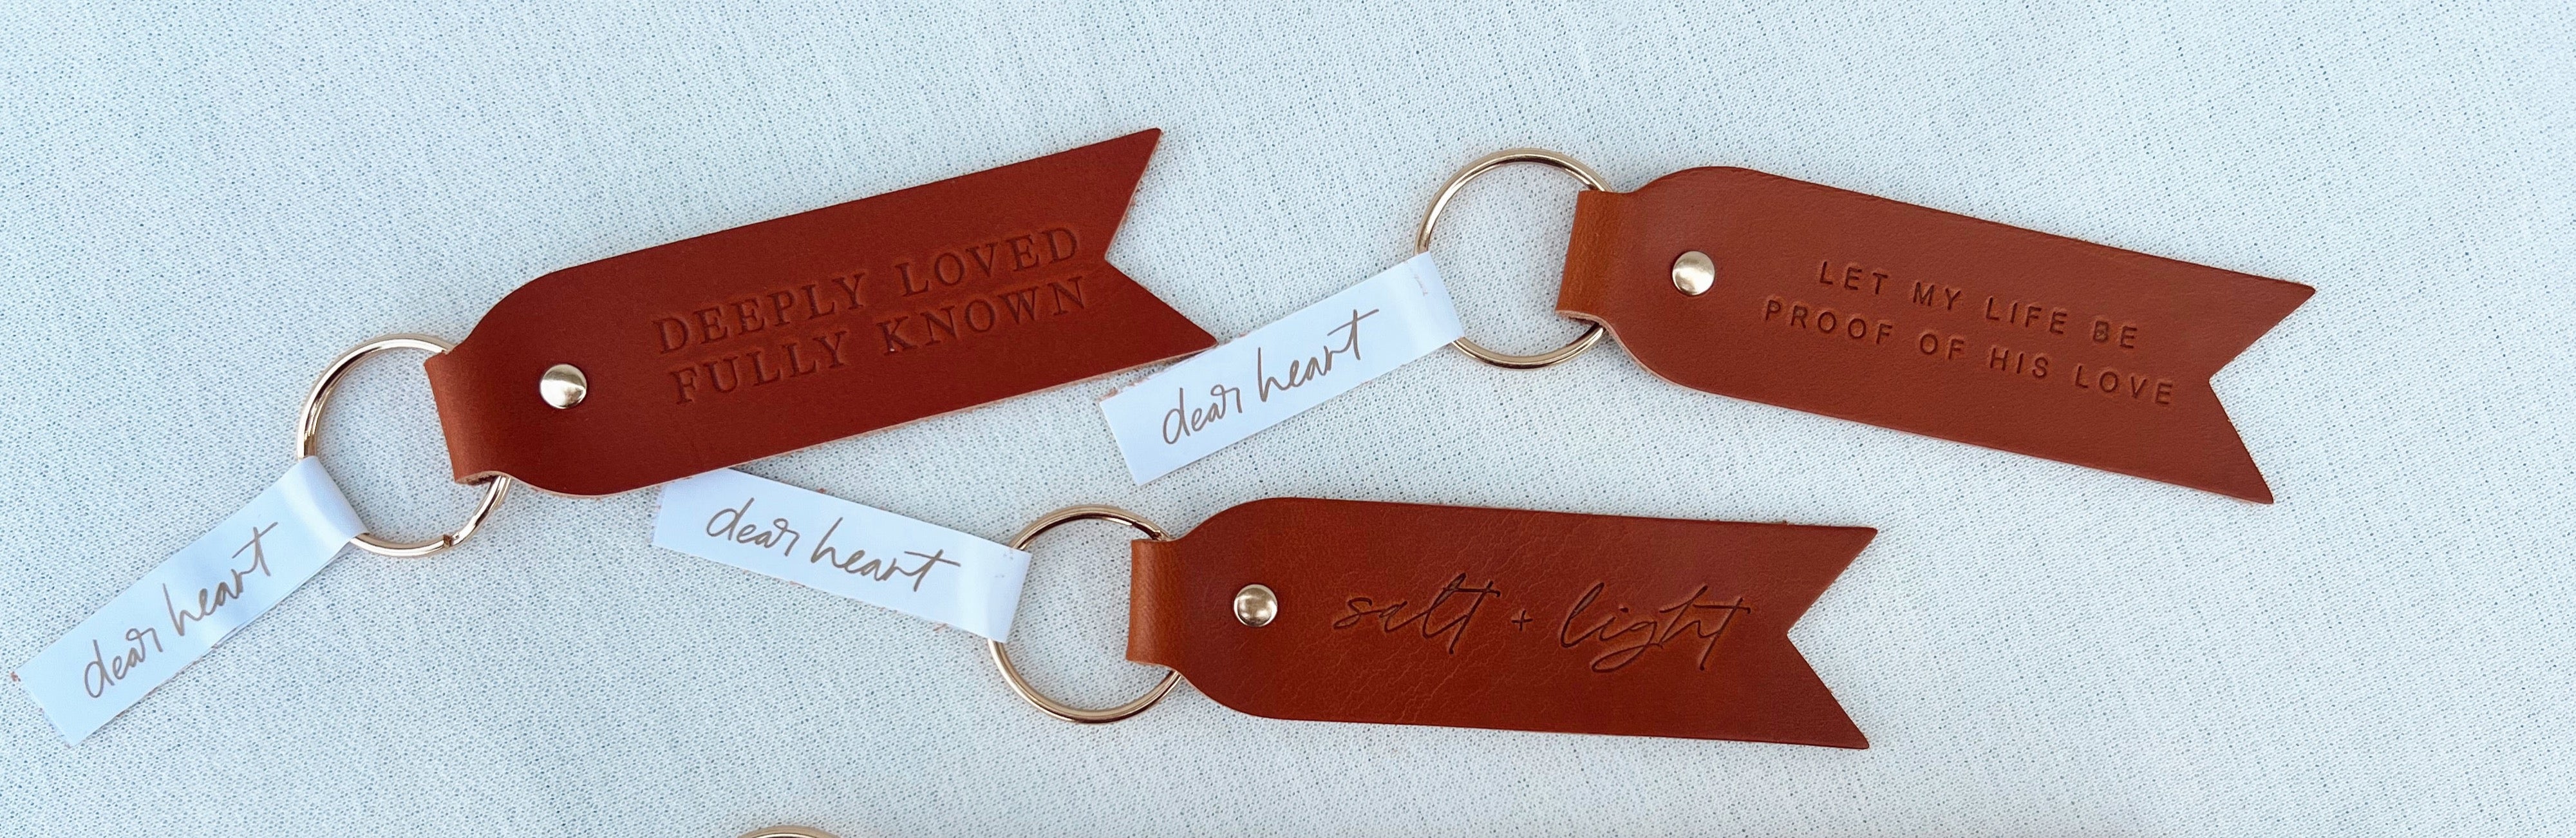 DEEPLY LOVED
FULLY KNOWN
dear heart
LET MY LIFE BE
PROOF OF HIS LOVE
dear heart
salt + light
dear heart